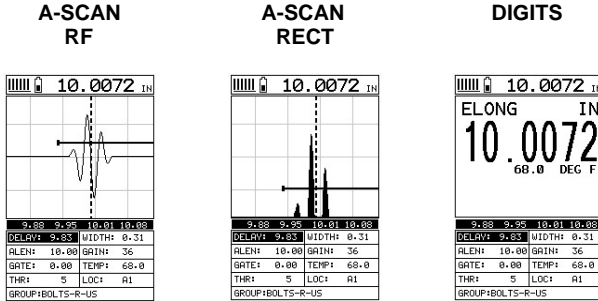 A-SCAN
RF
A-SCAN
RECT
DIGITS
10.0072 IN
9.88 9.95 10.01 10.08
DELAY: 9.83 WIDTH: 0.31
ALEN: 10.00 GAIN: 36
GATE: 0.00 TEMP: 68.0
THR: 5 LOC: A1
GROUP:BOLTS-R-US
10.0072 IN
9.88 9.95 10.01 10.08
DELAY: 9.83 WIDTH: 0.31
ALEN: 10.00 GAIN: 36
GATE: 0.00 TEMP: 68.0
THR: 5 LOC: A1
GROUP:BOLTS-R-US
10.0072 IN
ELONG IN
10.0072
68.0 DEG F
9.88 9.95 10.01 10.08
DELAY: 9.83 WIDTH: 0.31
ALEN: 10.00 GAIN: 36
GATE: 0.00 TEMP: 68.0
THR: 5 LOC: A1
GROUP:BOLTS-R-US